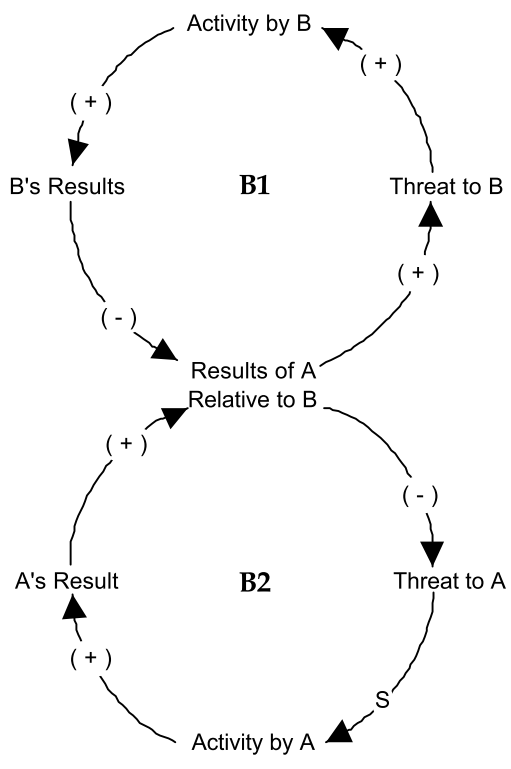 Activity by B
( + )
( + )
B's Results
B1
Threat to B
( + )
( - )
Results of A
Relative to B
( + )
( - )
A's Result
B2
Threat to A
( + )
S
Activity by A